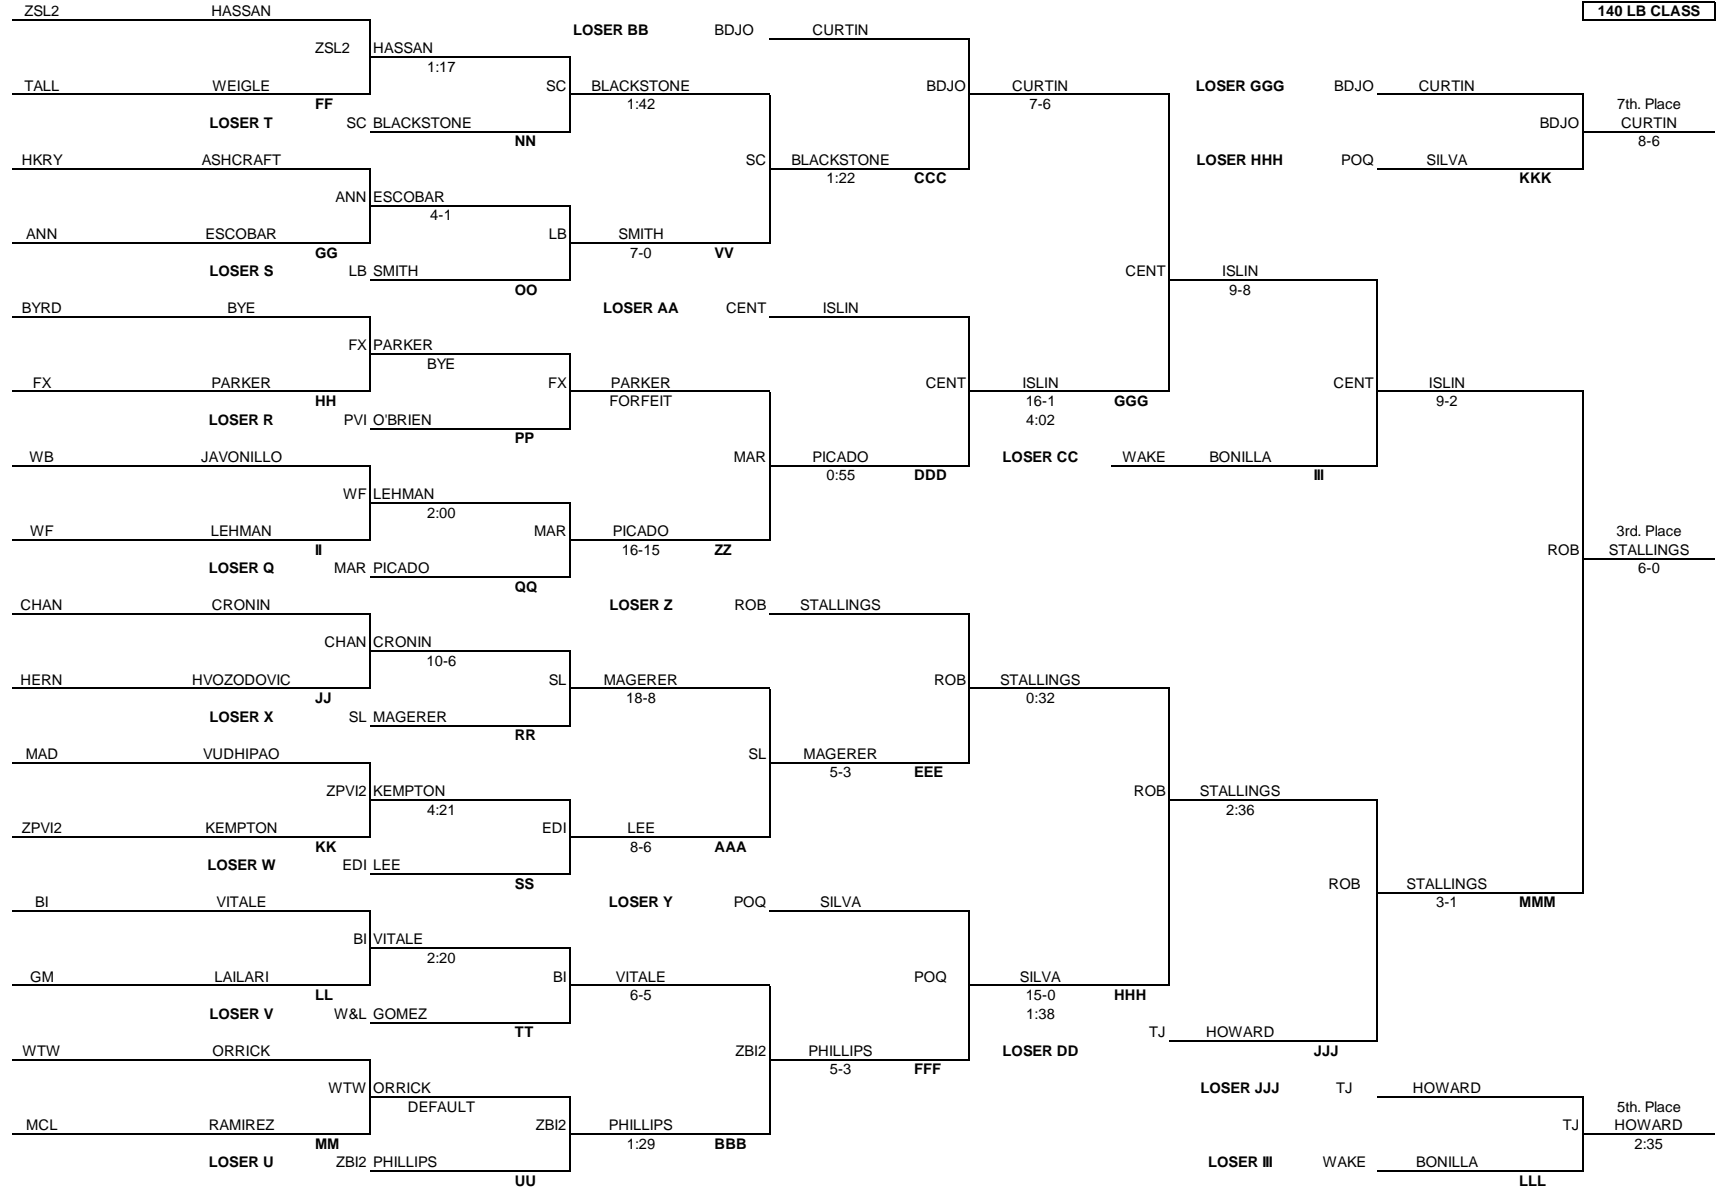 ZSL2 HASSAN 140 LB CLASS
LOSER BB BDJO CURTIN
ZSL2 HASSAN
1:17
TALL WEIGLE SC BLACKSTONE BDJO CURTIN LOSER GGG BDJO CURTIN
FF 1:42 7-6 7th. Place
LOSER T SC BLACKSTONE BDJO CURTIN
NN 8-6
HKRY ASHCRAFT SC BLACKSTONE LOSER HHH POQ SILVA
1:22 CCC KKK
ANN ESCOBAR
4-1
ANN ESCOBAR LB SMITH
GG 7-0 VV
LOSER S LB SMITH CENT ISLIN
OO 9-8
BYRD BYE LOSER AA CENT ISLIN
FX PARKER
BYE
FX PARKER FX PARKER CENT ISLIN CENT ISLIN
HH FORFEIT 16-1 GGG 9-2
LOSER R PVI O'BRIEN 4:02
PP
WB JAVONILLO MAR PICADO LOSER CC WAKE BONILLA
0:55 DDD III
WF LEHMAN
2:00
WF LEHMAN MAR PICADO 3rd. Place
II 16-15 ZZ ROB STALLINGS
LOSER Q MAR PICADO 6-0
QQ
CHAN CRONIN LOSER Z ROB STALLINGS
CHAN CRONIN
10-6
HERN HVOZODOVIC SL MAGERER ROB STALLINGS
JJ 18-8 0:32
LOSER X SL MAGERER
RR
MAD VUDHIPAO SL MAGERER
5-3 EEE
ZPVI2 KEMPTON ROB STALLINGS
4:21 2:36
ZPVI2 KEMPTON EDI LEE
KK 8-6 AAA
LOSER W EDI LEE
SS ROB STALLINGS
3-1 MMM
BI VITALE LOSER Y POQ SILVA
BI VITALE
2:20
GM LAILARI BI VITALE POQ SILVA
LL 6-5 15-0 HHH
LOSER V W&L GOMEZ 1:38
TT TJ HOWARD
WTW ORRICK ZBI2 PHILLIPS LOSER DD JJJ
5-3 FFF
WTW ORRICK LOSER JJJ TJ HOWARD
DEFAULT 5th. Place
MCL RAMIREZ ZBI2 PHILLIPS TJ HOWARD
MM 1:29 BBB 2:35
LOSER U ZBI2 PHILLIPS LOSER III WAKE BONILLA
UU LLL